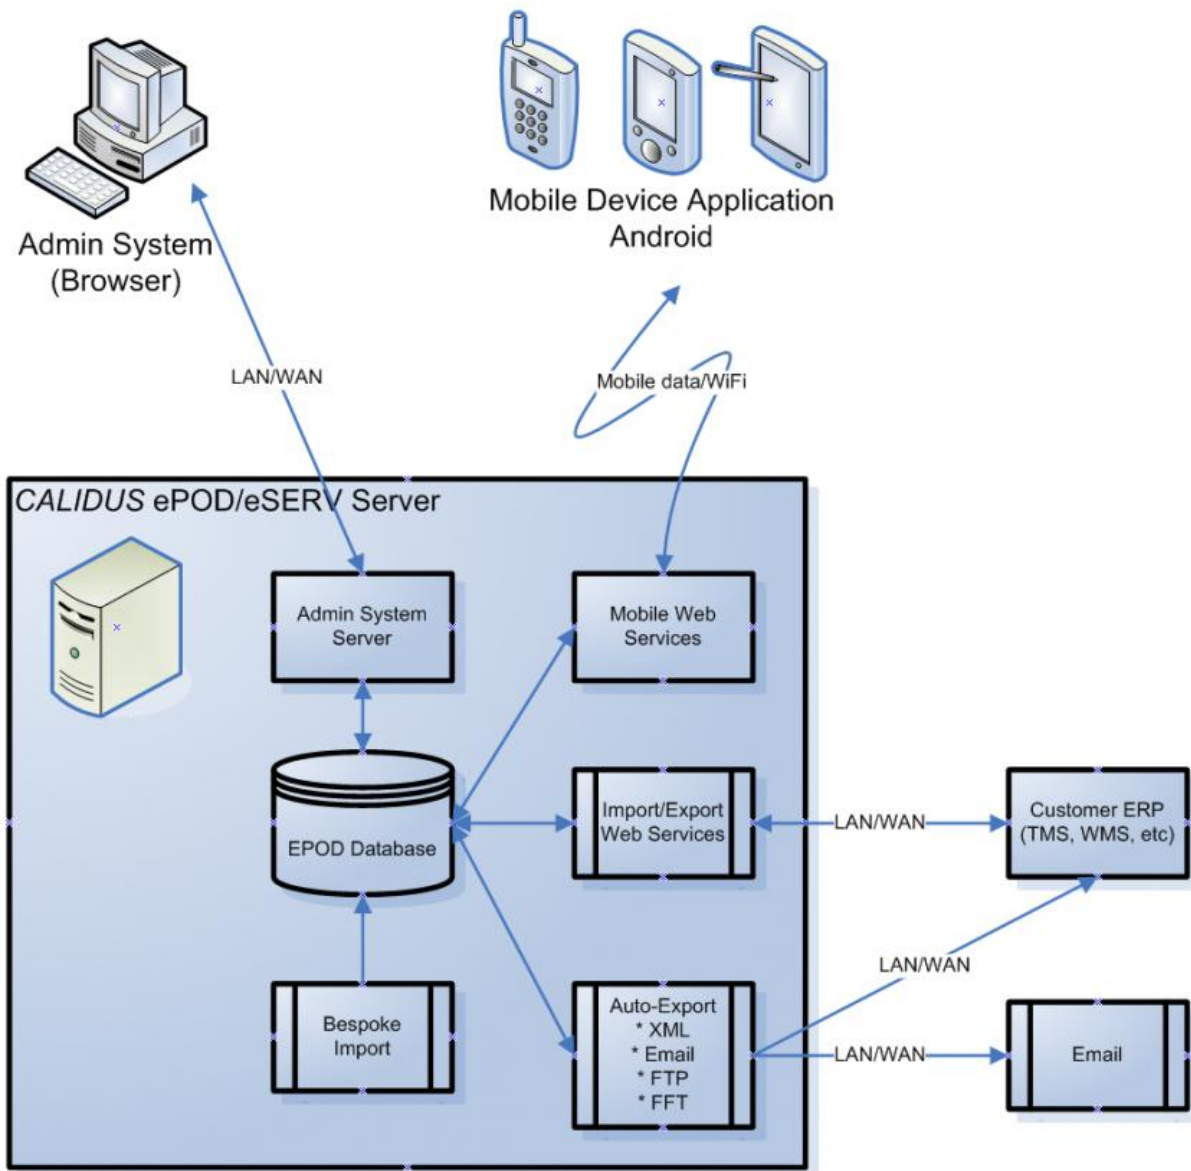 Mobile Device Application
Android
Admin System
(Browser)
LAN/WAN
Mobile data/WiFi
CALIDUS ePOD/eSERV Server
Admin System
Server
Mobile Web
Services
EPOD Database
Import/Export
Web Services
LAN/WAN
Customer ERP
(TMS, WMS, etc)
LAN/WAN
Bespoke
Import
Auto-Export
* XML
* Email
* FTP
* FFT
LAN/WAN
Email